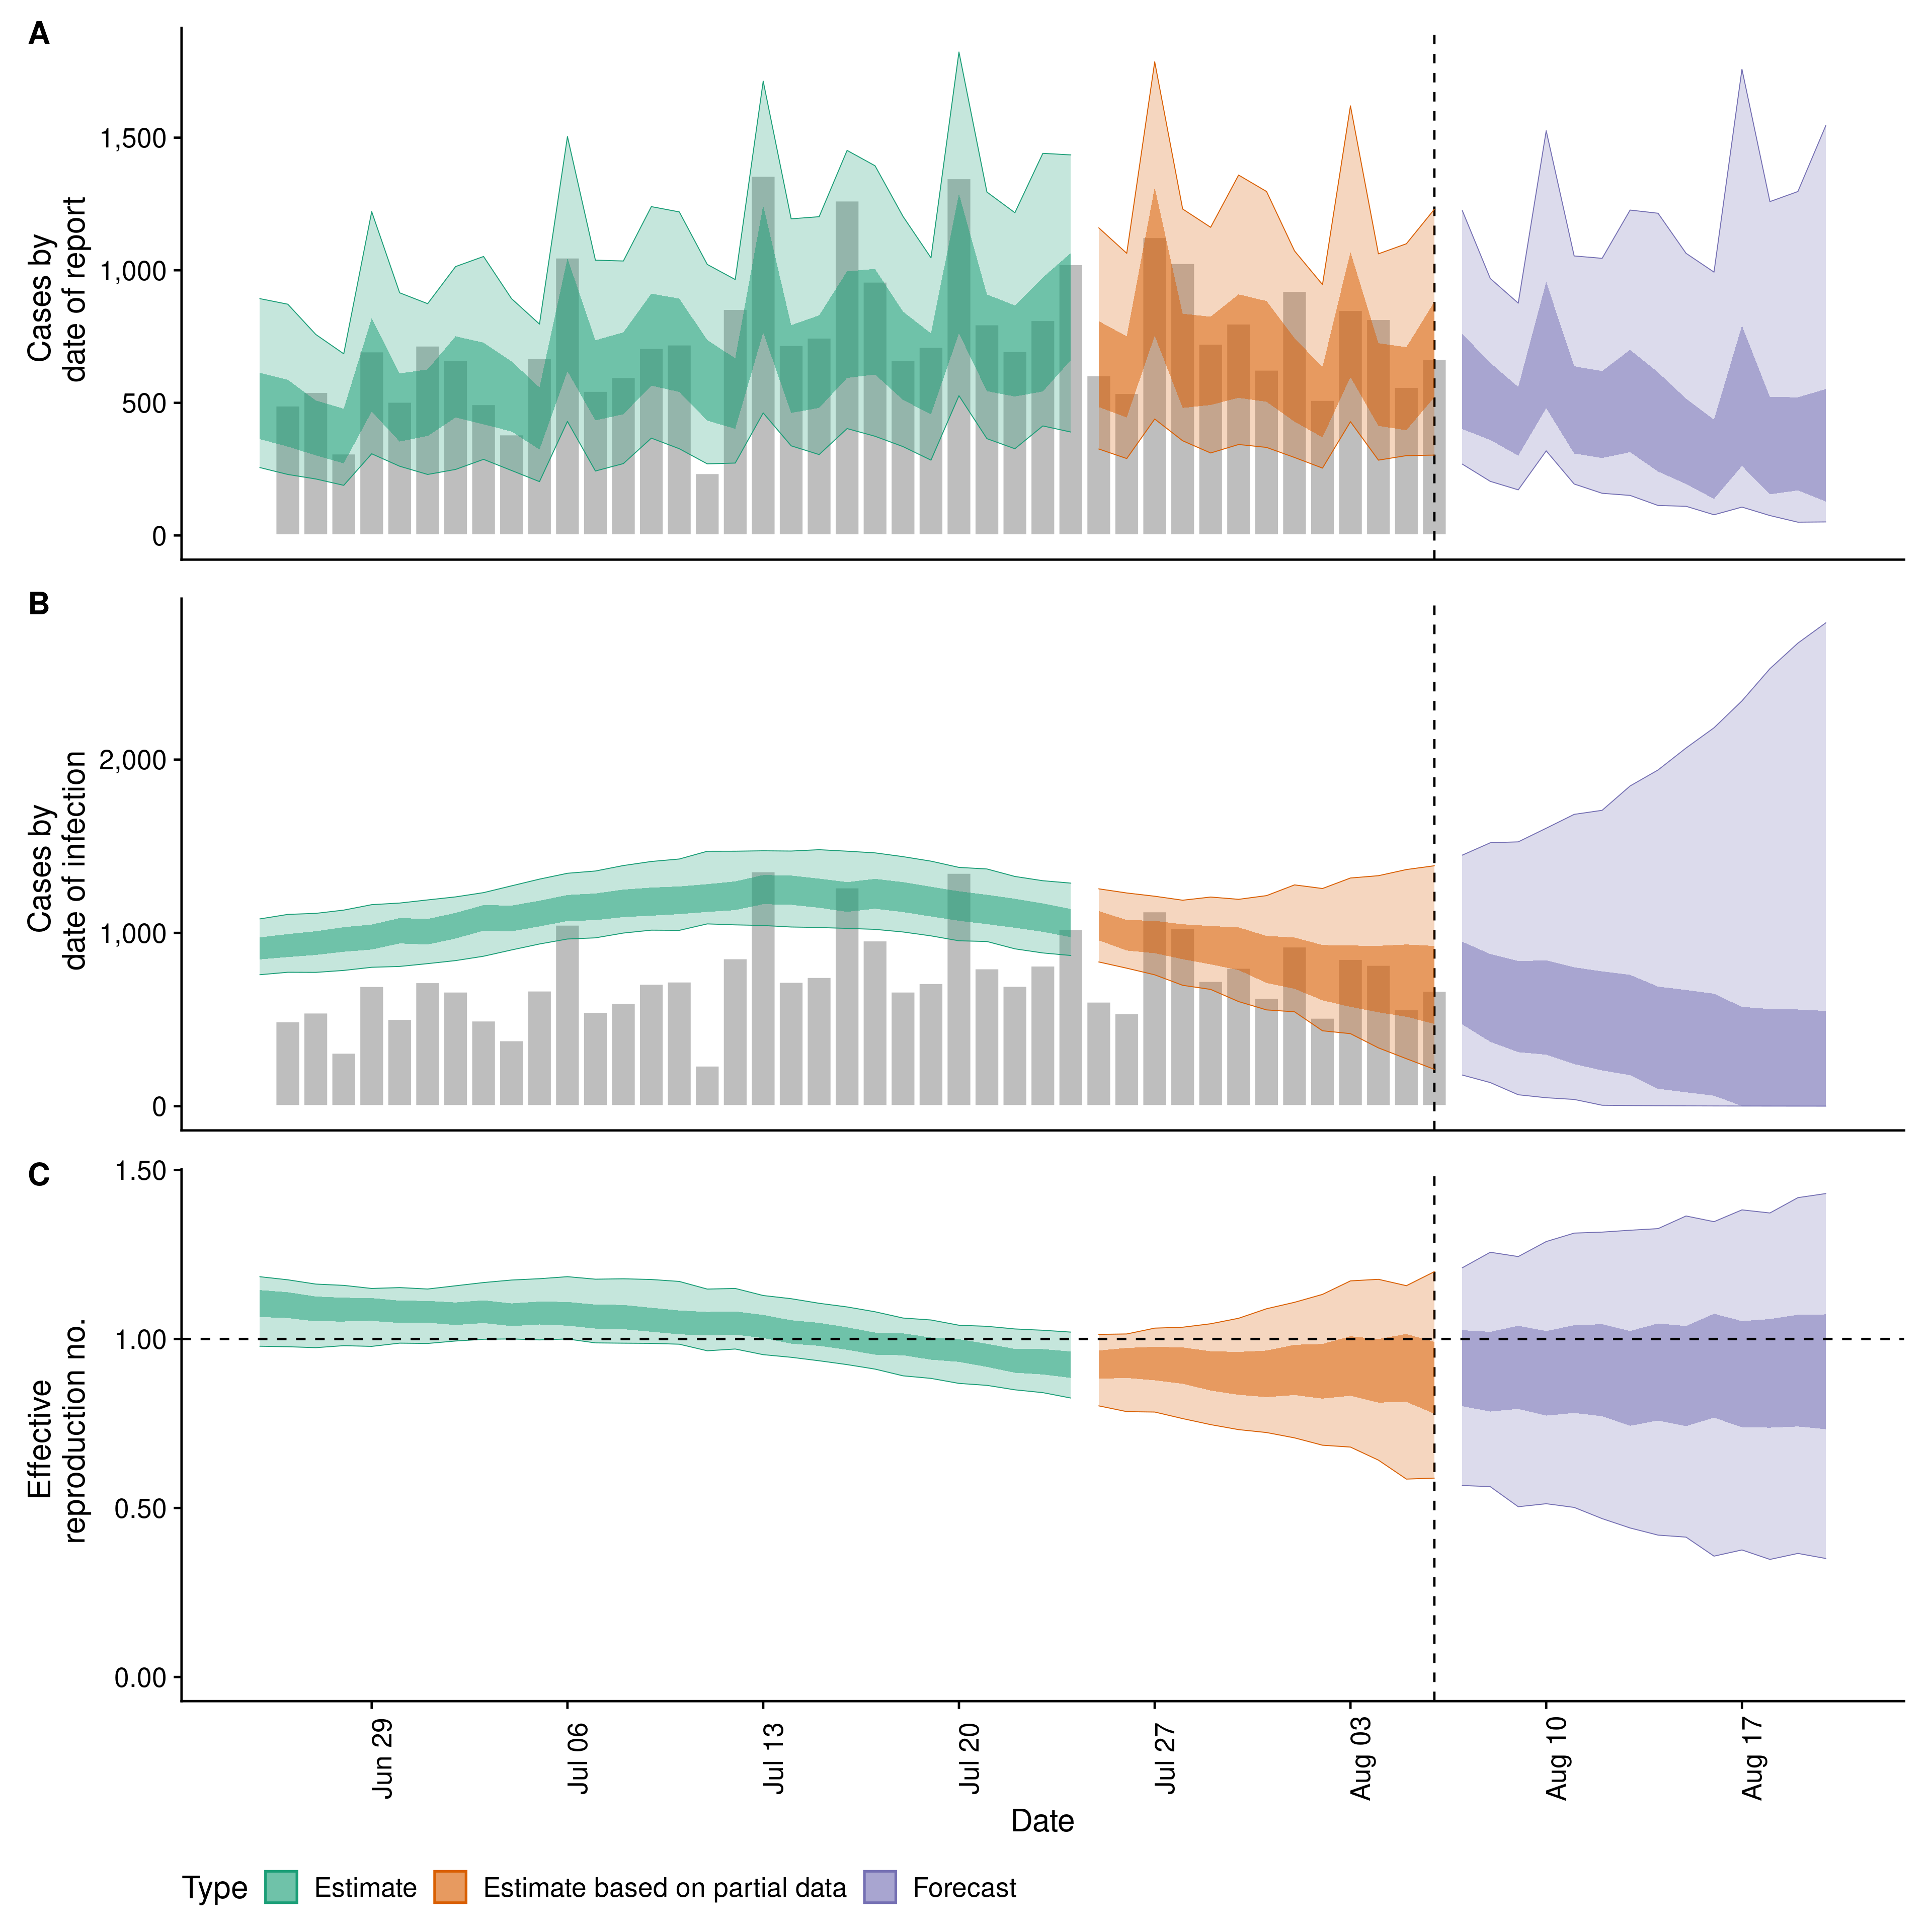 A
Cases by
date of report
1,500
1,000
500
0
B
Cases by
date of infection
2,000
1,000
0
C
Effective
reproduction no.
1.50
1.00
0.50
0.00
Jun 29
Jul 06
Jul 13
Jul 20
Jul 27
Aug 03
Aug 10
Aug 17
Date
Type
Estimate
Estimate based on partial data
Forecast